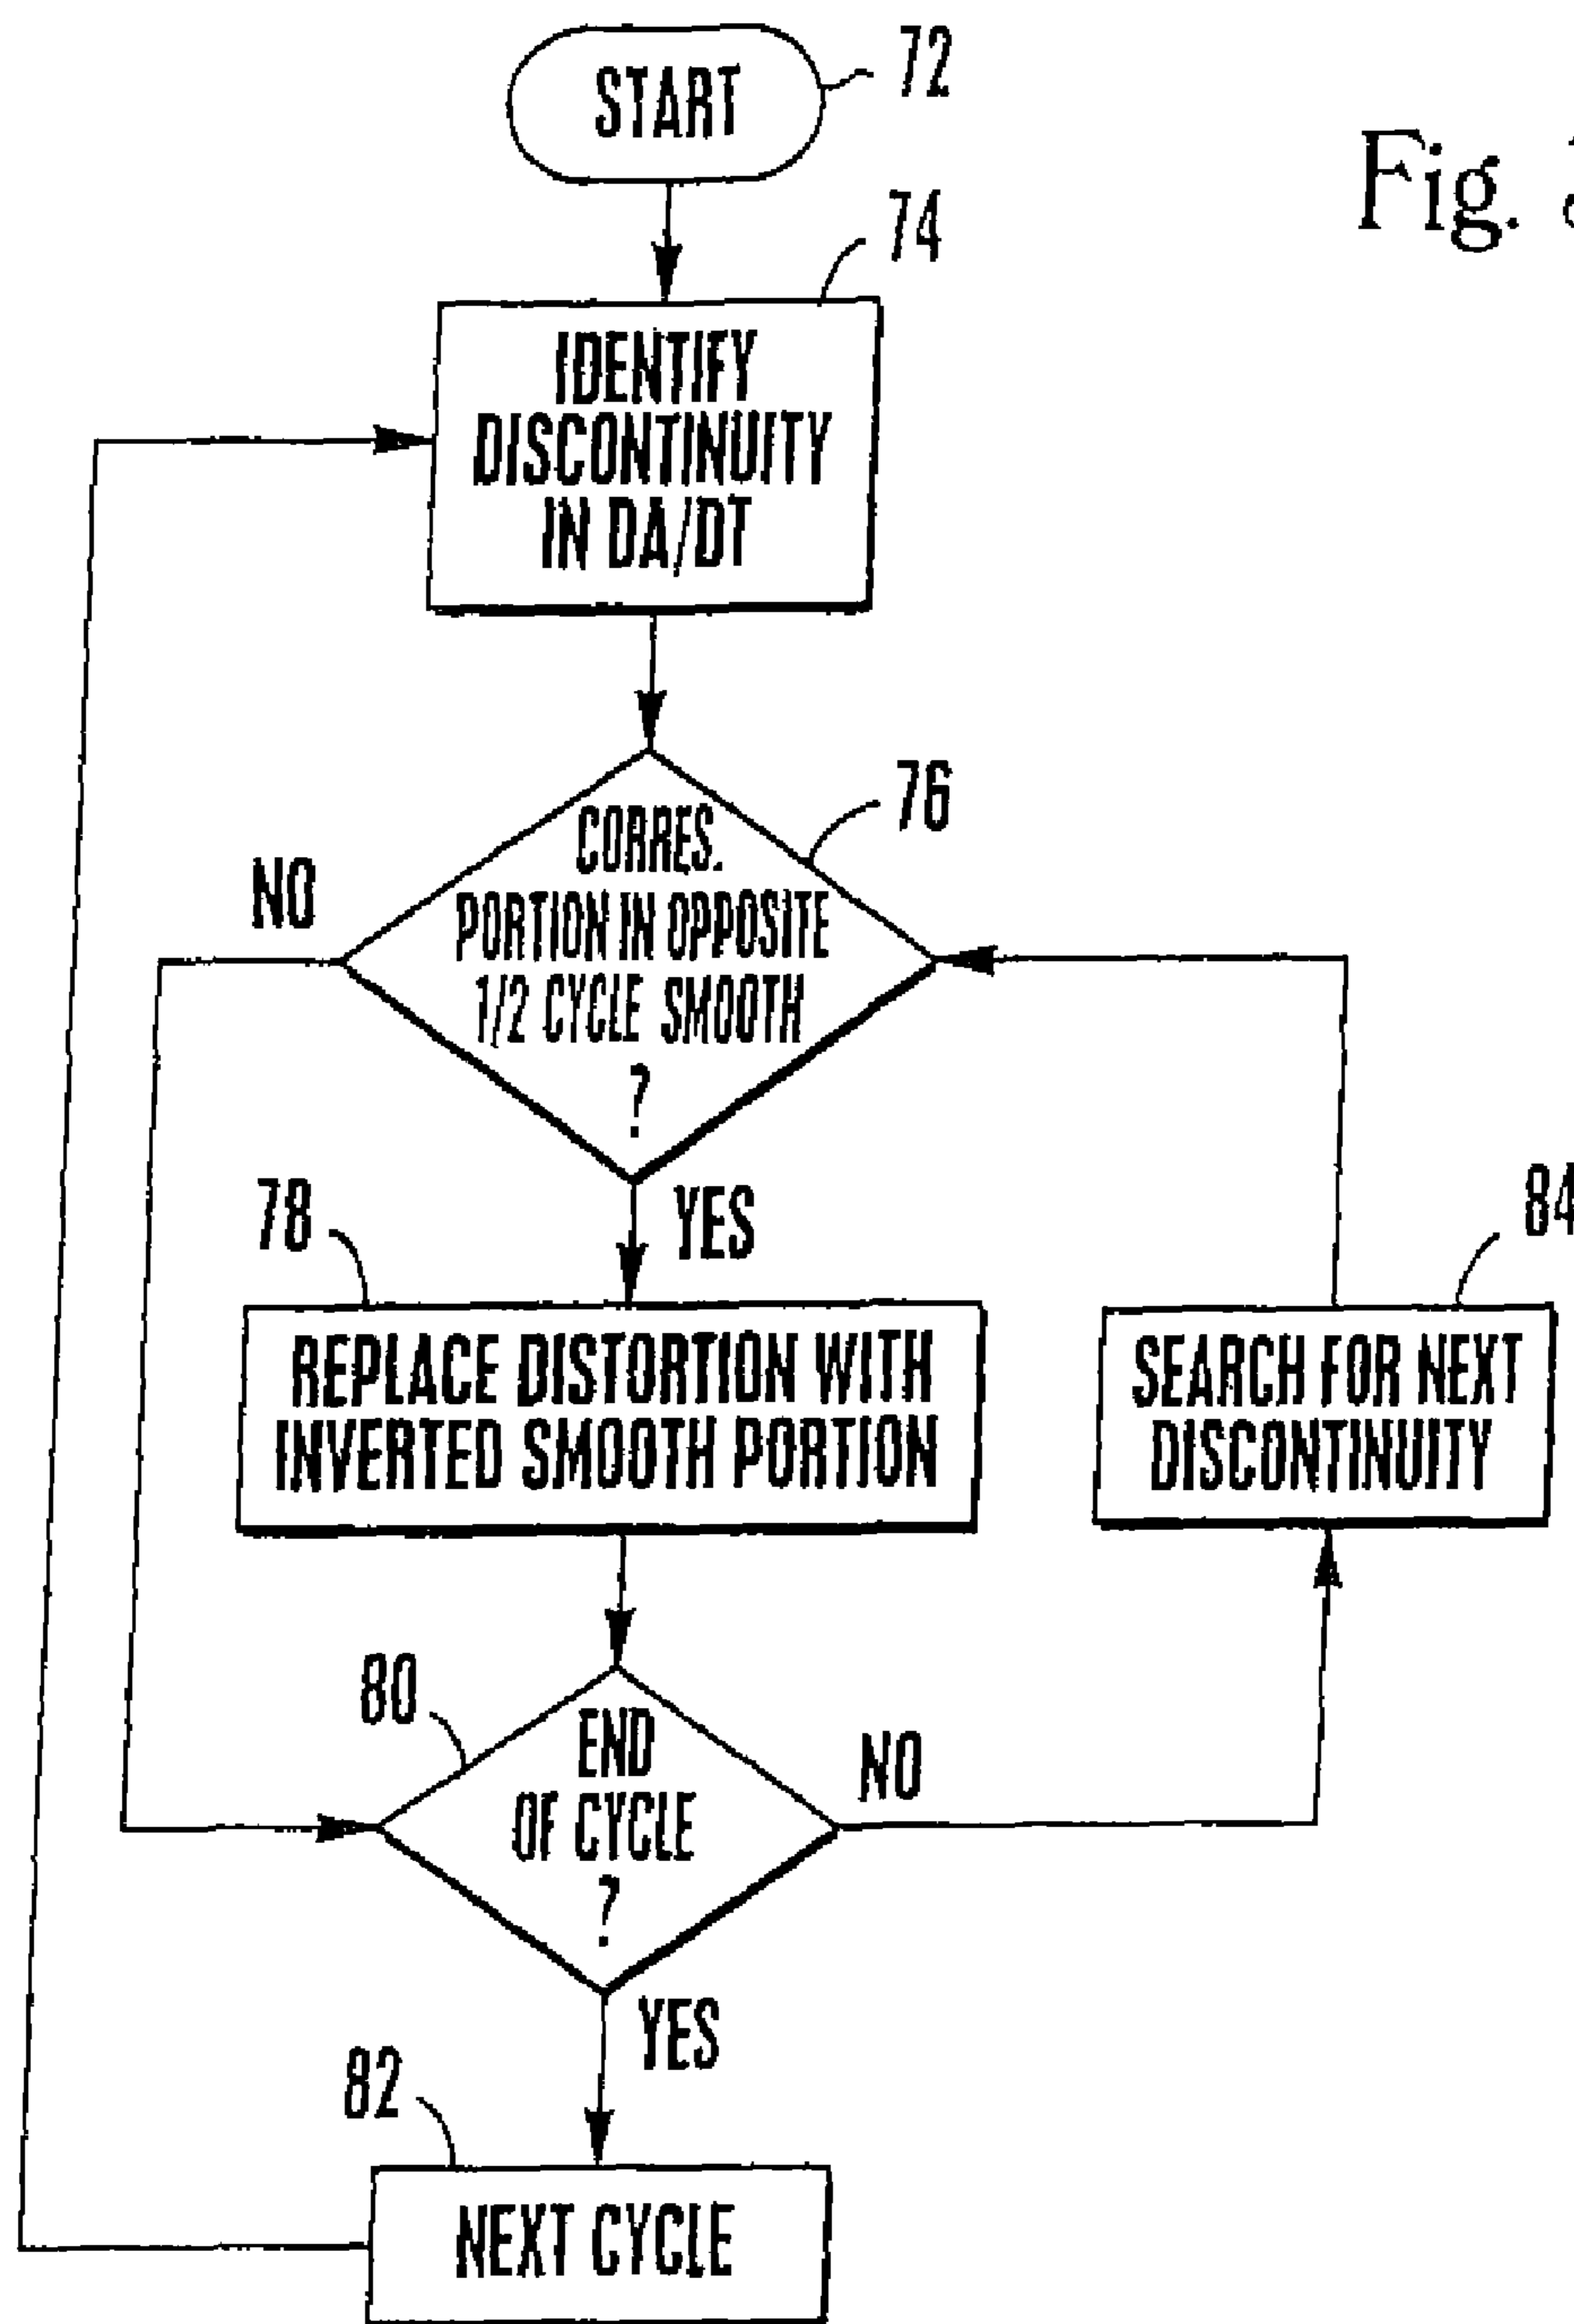 START
72
Fig.
74
IDENTIFY
DISCONTINUITY
IN DA/DT
76
CORRES.
PORTION IN OPPOSITE
1/2 CYCLE SMOOTH
?
NO
YES
78
REPLACE DISTORTION WITH
INVERTED SMOOTH PORTION
84
SEARCH FOR NEXT
DISCONTINUITY
80
END
OF CYCLE
?
NO
YES
82
NEXT CYCLE